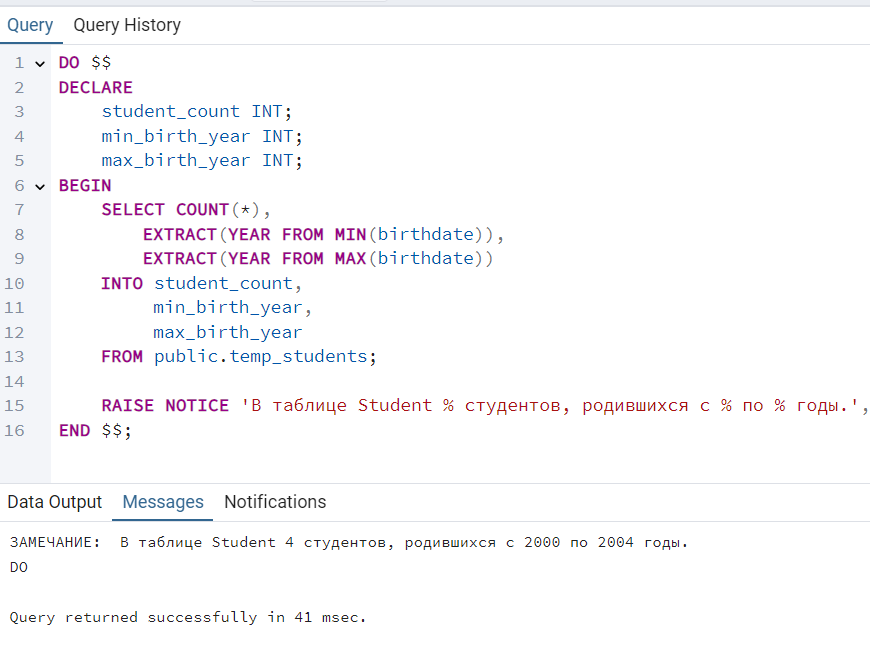 Query Query History
1 DO $$
2 DECLARE
3 student_count INT;
4 min_birth_year INT;
5 max_birth_year INT;
6 BEGIN
7 SELECT COUNT(*),
8 EXTRACT(YEAR FROM MIN(birthdate)),
9 EXTRACT(YEAR FROM MAX(birthdate))
10 INTO student_count,
11 min_birth_year,
12 max_birth_year
13 FROM public.temp_students;
14
15 RAISE NOTICE 'В таблице Student % студентов, родившихся с % по % годы.',
16 END $$;
Data Output Messages Notifications
ЗАМЕЧАНИЕ: В таблице Student 4 студентов, родившихся с 2000 по 2004 годы.
DO
Query returned successfully in 41 msec.